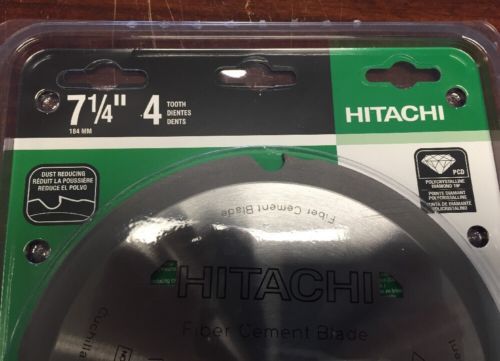 7¼"
184 MM
4
TOOTH
DIENTES
DENTS
HITACHI
DUST REDUCING
RÉDUIT LA POUSSIÈRE
REDUCE EL POLVO
PCD
POLYCRYSTALLINE
DIAMOND TIP
POINTE DIAMANT
POLYCRISTALLINE
PUNTA DE DIAMANTE
POLICRISTALINO
Fiber Cement Blade
HITACHI
Fiber Cement Blade
Cuchilla